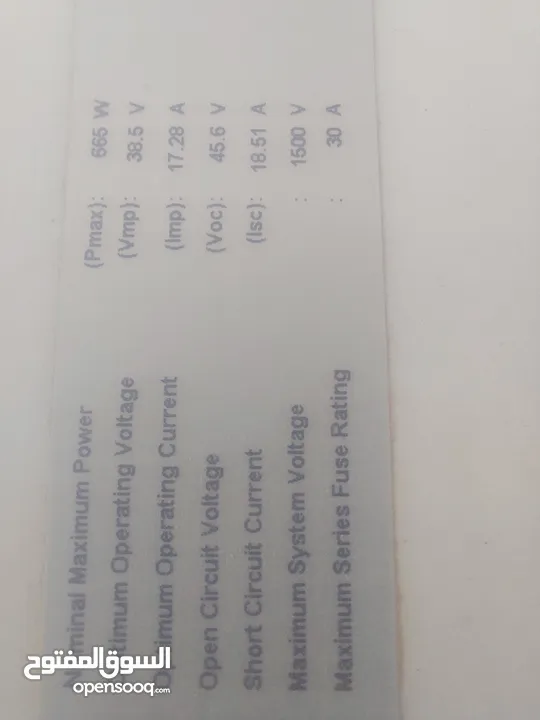 Nominal Maximum Power (Pmax): 665 W
Optimum Operating Voltage (Vmp): 38.5 V
Optimum Operating Current (Imp): 17.28 A
Open Circuit Voltage (Voc): 45.6 V
Short Circuit Current (Isc): 18.51 A
Maximum System Voltage : 1500 V
Maximum Series Fuse Rating : 30 A
السوق المفتوح
opensooq.com